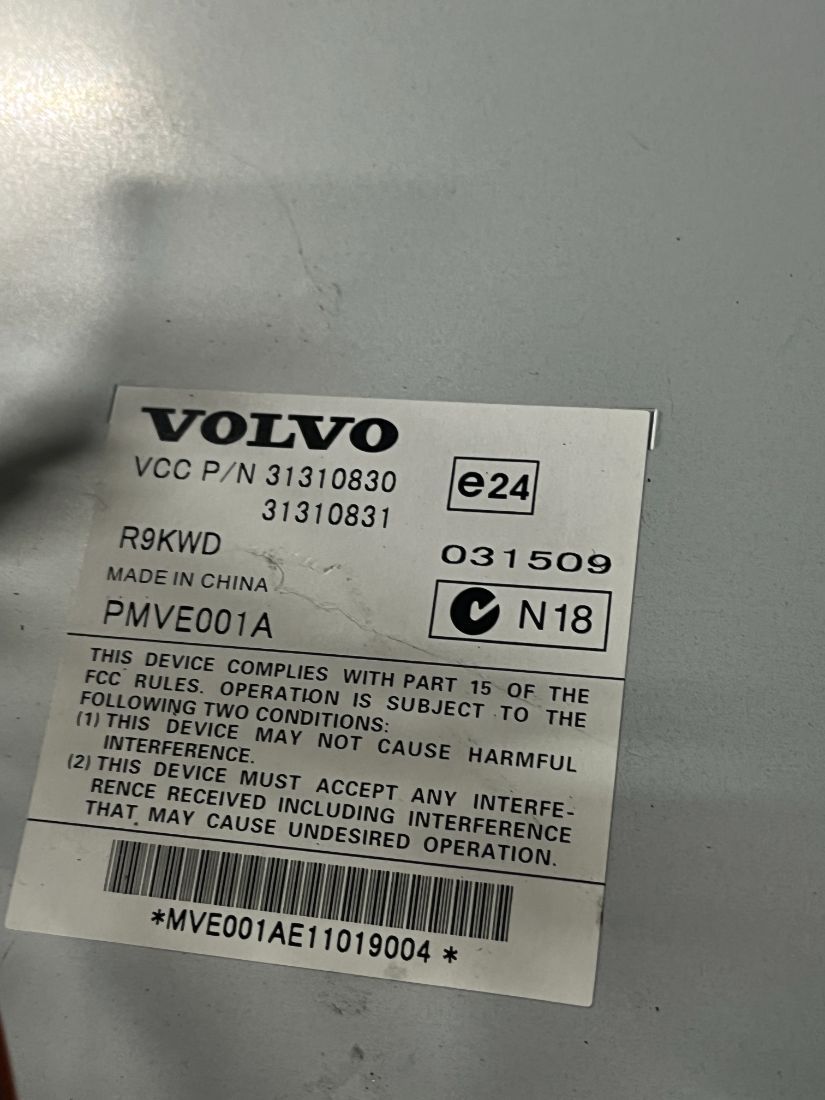 VOLVO
VCC P/N 31310830
31310831
e24
R9KWD
031509
MADE IN CHINA
N18
PMVE001A
THIS DEVICE COMPLIES WITH PART 15 OF THE
FCC RULES. OPERATION IS SUBJECT TO THE
FOLLOWING TWO CONDITIONS:
(1) THIS DEVICE MAY NOT CAUSE HARMFUL
INTERFERENCE.
(2) THIS DEVICE MUST ACCEPT ANY INTERFE-
RENCE RECEIVED INCLUDING INTERFERENCE
THAT MAY CAUSE UNDESIRED OPERATION.
*MVE001AE11019004 *